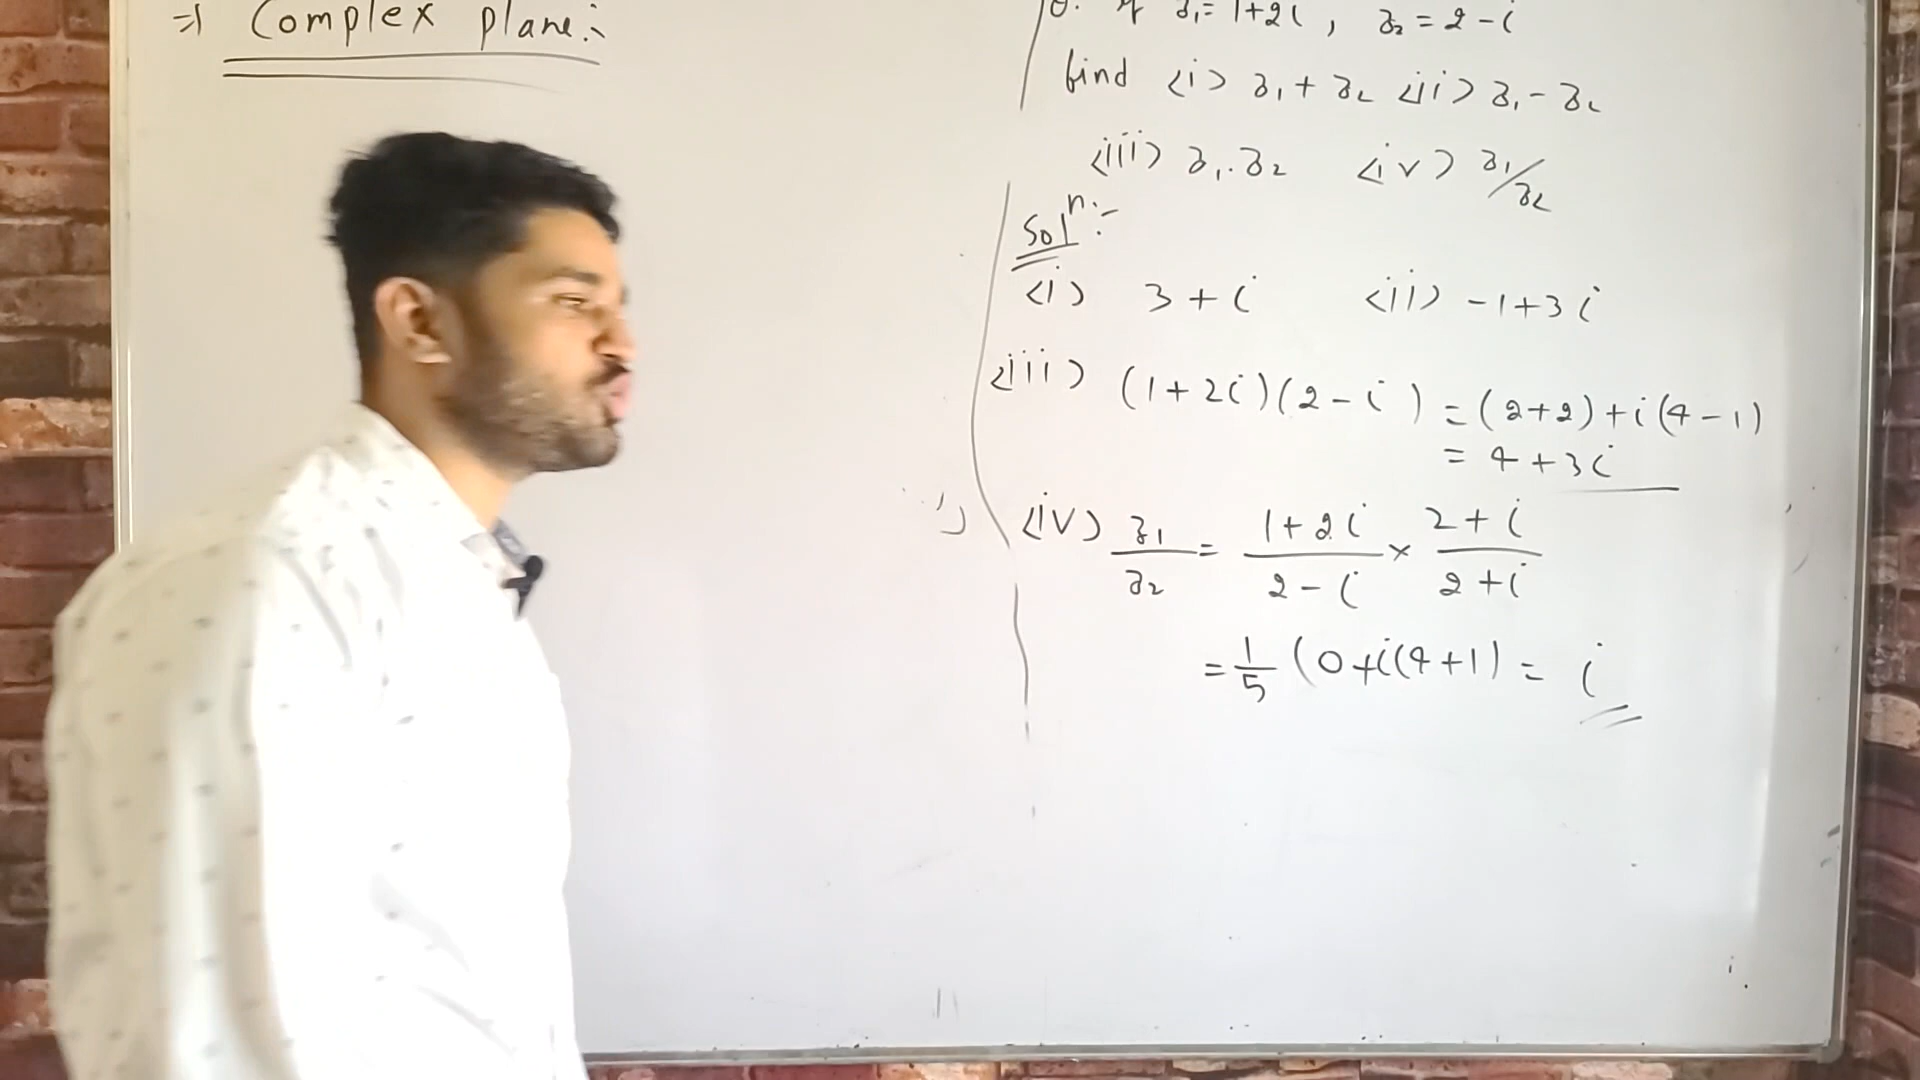 ⇒ Complex plane :-
Q. If z₁ = 1+2i , z₂ = 2-i
find <i> z₁ + z₂ <ii> z₁ - z₂
<iii> z₁.z₂ <iv> z₁/z₂
Solⁿ:-
<i> 3 + i <ii> -1+3i
<iii> (1+2i)(2-i) = (2+2)+i(4-1)
= 4+3i
<iv> z₁/z₂ = 1+2i/2-i × 2+i/2+i
= 1/5 (0+i(4+1) = i